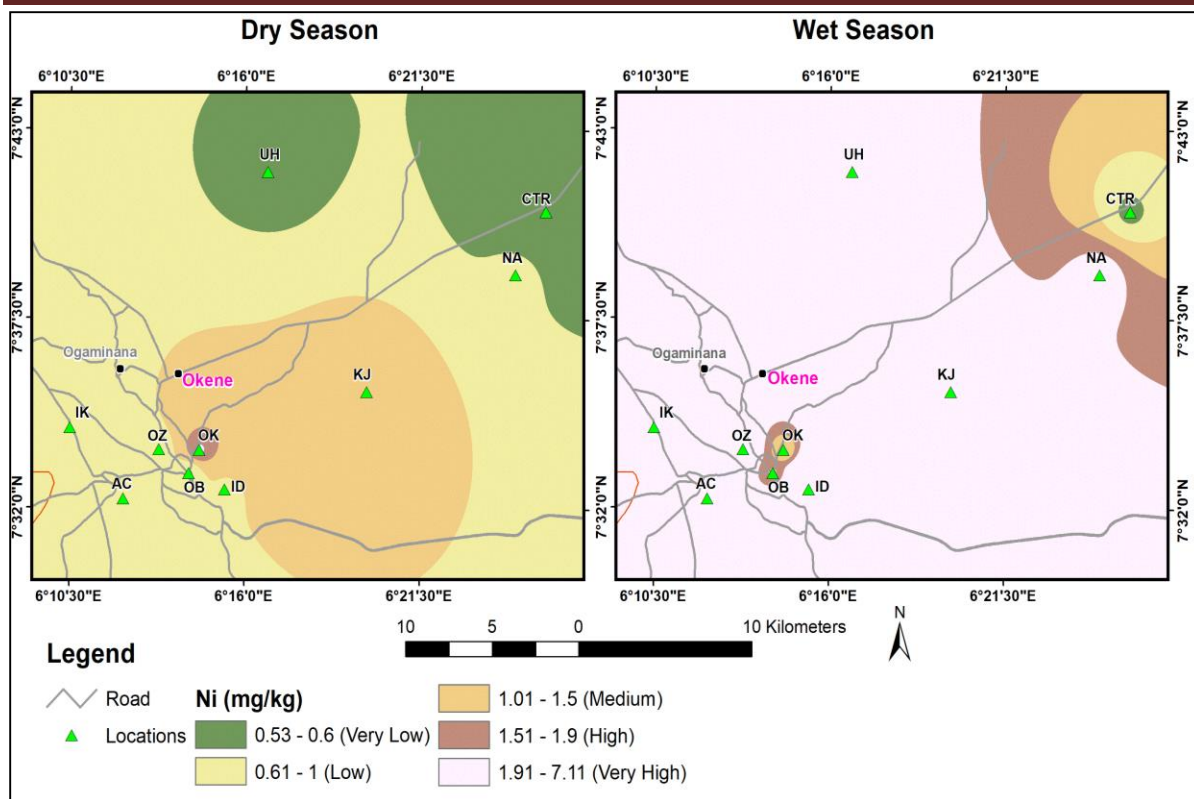 Dry Season
Wet Season
6°10'30"E 6°16'0"E 6°21'30"E
6°10'30"E 6°16'0"E 6°21'30"E
7°43'0"N
7°37'30"N
7°32'0"N
UH
CTR
NA
Ogaminana
Okene
KJ
IK
OZ
OK
AC
OB
ID
UH
CTR
NA
Ogaminana
Okene
KJ
IK
OZ
OK
AC
OB
ID
7°43'0"N
7°37'30"N
7°32'0"N
6°10'30"E 6°16'0"E 6°21'30"E
6°10'30"E 6°16'0"E 6°21'30"E
10 5 0 10 Kilometers
N
Legend
Road
Locations
Ni (mg/kg)
0.53 - 0.6 (Very Low)
0.61 - 1 (Low)
1.01 - 1.5 (Medium)
1.51 - 1.9 (High)
1.91 - 7.11 (Very High)